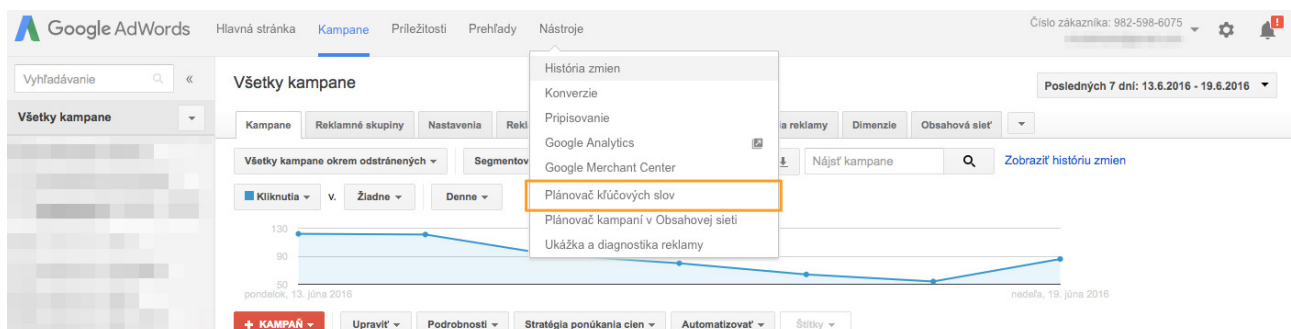 Google AdWords Hlavná stránka Kampane Príležitosti Prehľady Nástroje Číslo zákazníka: 982-598-6075
Vyhľadávanie «
Všetky kampane
Všetky kampane
Posledných 7 dní: 13.6.2016 - 19.6.2016
História zmien
Konverzie
Pripisovanie
Google Analytics
Google Merchant Center
Plánovač kľúčových slov
Plánovač kampaní v Obsahovej sieti
Ukážka a diagnostika reklamy
Kampane Reklamné skupiny Nastavenia Rekl a reklamy Dimenzie Obsahová sieť
Všetky kampane okrem odstránených Segmentov Nájsť kampane Zobraziť históriu zmien
Kliknutia v. Žiadne Denne
130
90
50
pondelok, 13. júna 2016 nedeľa, 19. júna 2016
+ KAMPAŇ Upraviť Podrobnosti Stratégia ponúkania cien Automatizovať Štítky